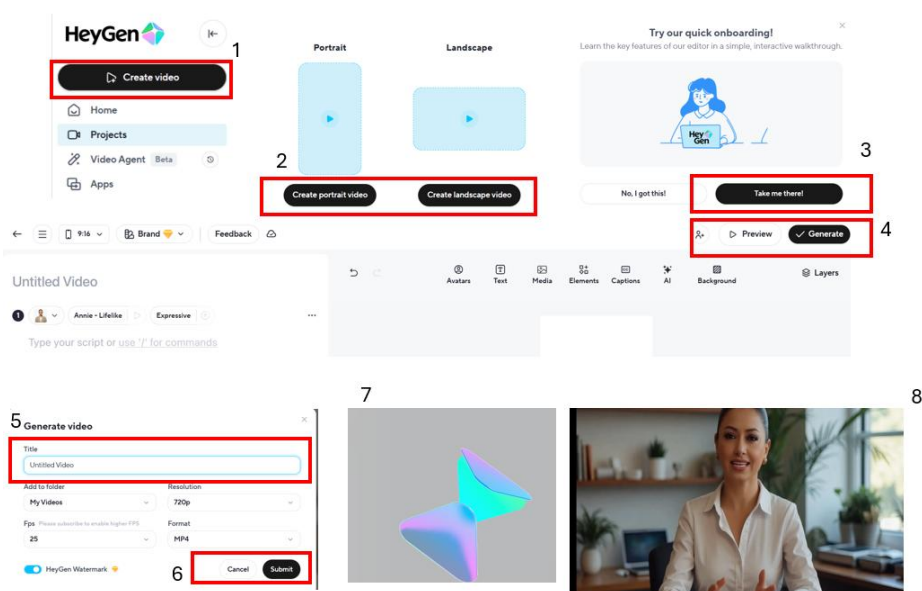 HeyGen
1
Create video
Home
Projects
Video Agent Beta
Apps
Portrait
Landscape
2
Create portrait video
Create landscape video
Try our quick onboarding!
Learn the key features of our editor in a simple, interactive walkthrough.
Hey
Gen
3
No, I got this!
Take me there!
9:16
Brand
Feedback
Preview
Generate
4
Untitled Video
Avatars
Text
Media
Elements
Captions
AI
Background
Layers
1
Annie - Lifelike
Expressive
Type your script or use '/' for commands
5
Generate video
Title
Untitled Video
Add to folder
Resolution
My Videos
720p
Fps Please subscribe to enable higher FPS
Format
25
MP4
HeyGen Watermark
6
Cancel
Submit
7
8